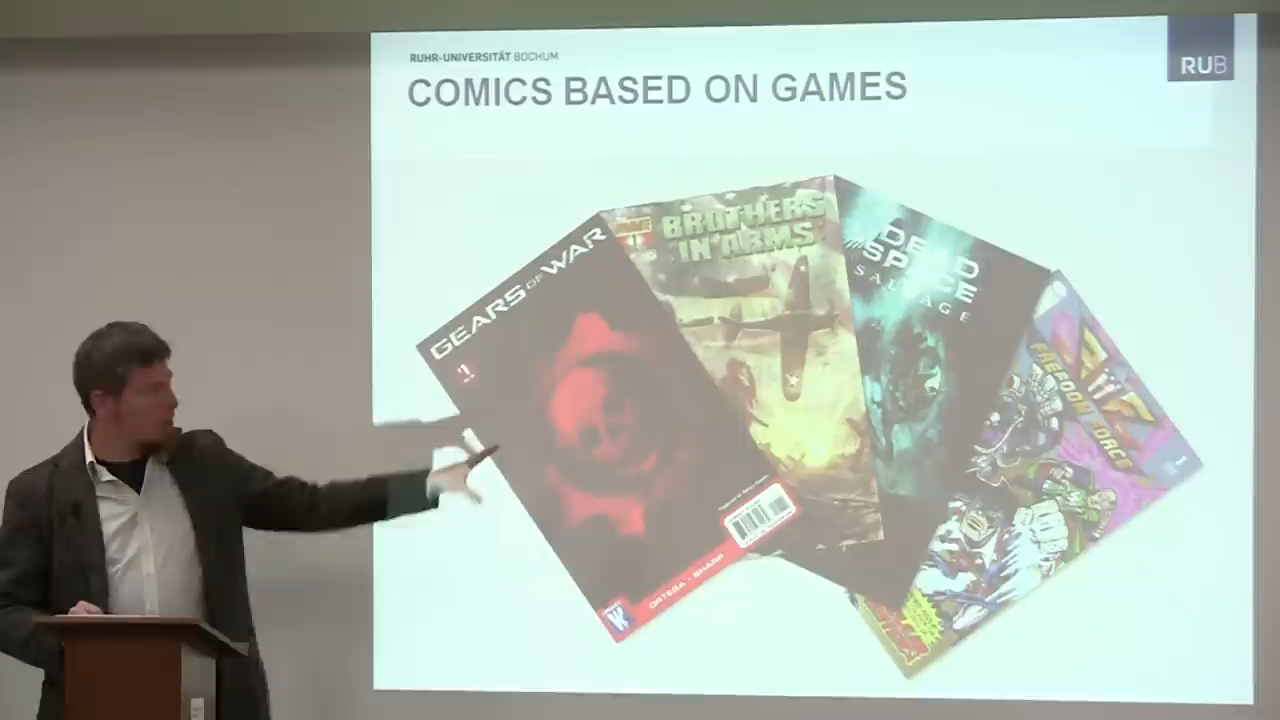 RUHR-UNIVERSITÄT BOCHUM
RUB
COMICS BASED ON GAMES
GEARS OF WAR
#1
BROTHERS
IN ARMS
DEAD
SPACE
SALVAGE
FREEDOM FORCE
ORTEGA • SHARP